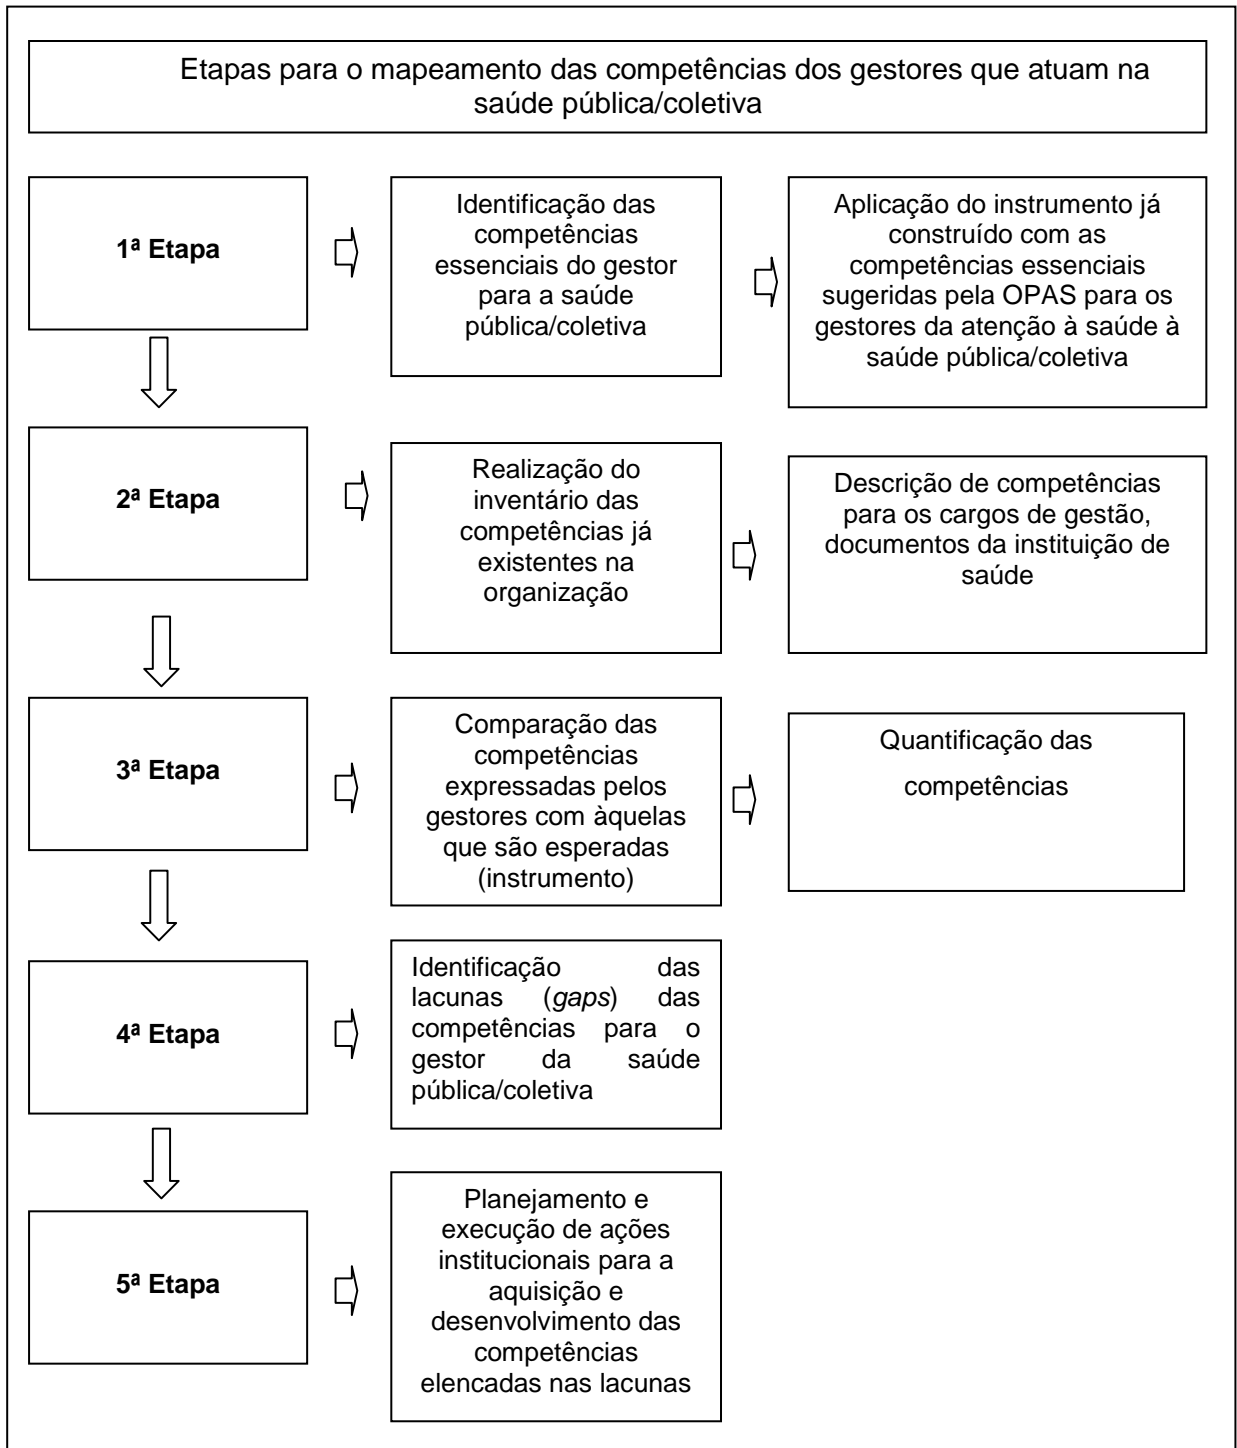 Etapas para o mapeamento das competências dos gestores que atuam na
saúde pública/coletiva
1ª Etapa
Identificação das
competências
essenciais do gestor
para a saúde
pública/coletiva
Aplicação do instrumento já
construído com as
competências essenciais
sugeridas pela OPAS para os
gestores da atenção à saúde à
saúde pública/coletiva
2ª Etapa
Realização do
inventário das
competências já
existentes na
organização
Descrição de competências
para os cargos de gestão,
documentos da instituição de
saúde
3ª Etapa
Comparação das
competências
expressadas pelos
gestores com àquelas
que são esperadas
(instrumento)
Quantificação das
competências
4ª Etapa
Identificação das
lacunas (gaps) das
competências para o
gestor da saúde
pública/coletiva
5ª Etapa
Planejamento e
execução de ações
institucionais para a
aquisição e
desenvolvimento das
competências
elencadas nas lacunas